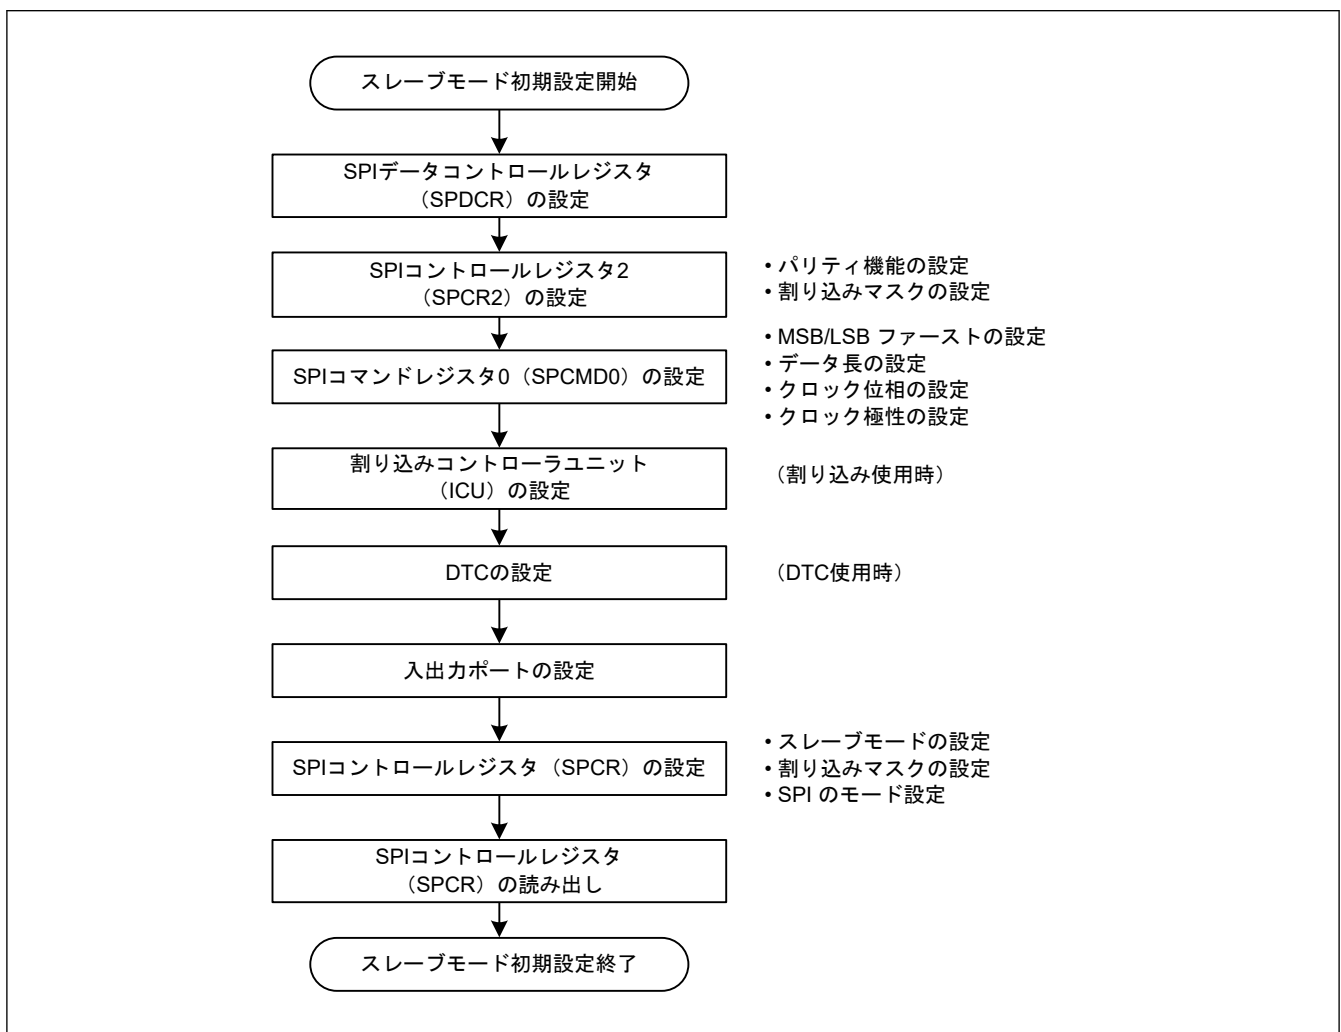 スレーブモード初期設定開始
SPIデータコントロールレジスタ
（SPDCR）の設定
SPIコントロールレジスタ2
（SPCR2）の設定
• パリティ機能の設定
• 割り込みマスクの設定
SPIコマンドレジスタ0（SPCMD0）の設定
• MSB/LSB ファーストの設定
• データ長の設定
• クロック位相の設定
• クロック極性の設定
割り込みコントローラユニット
（ICU）の設定
（割り込み使用時）
DTCの設定
（DTC使用時）
入出力ポートの設定
SPIコントロールレジスタ（SPCR）の設定
• スレーブモードの設定
• 割り込みマスクの設定
• SPI のモード設定
SPIコントロールレジスタ
（SPCR）の読み出し
スレーブモード初期設定終了